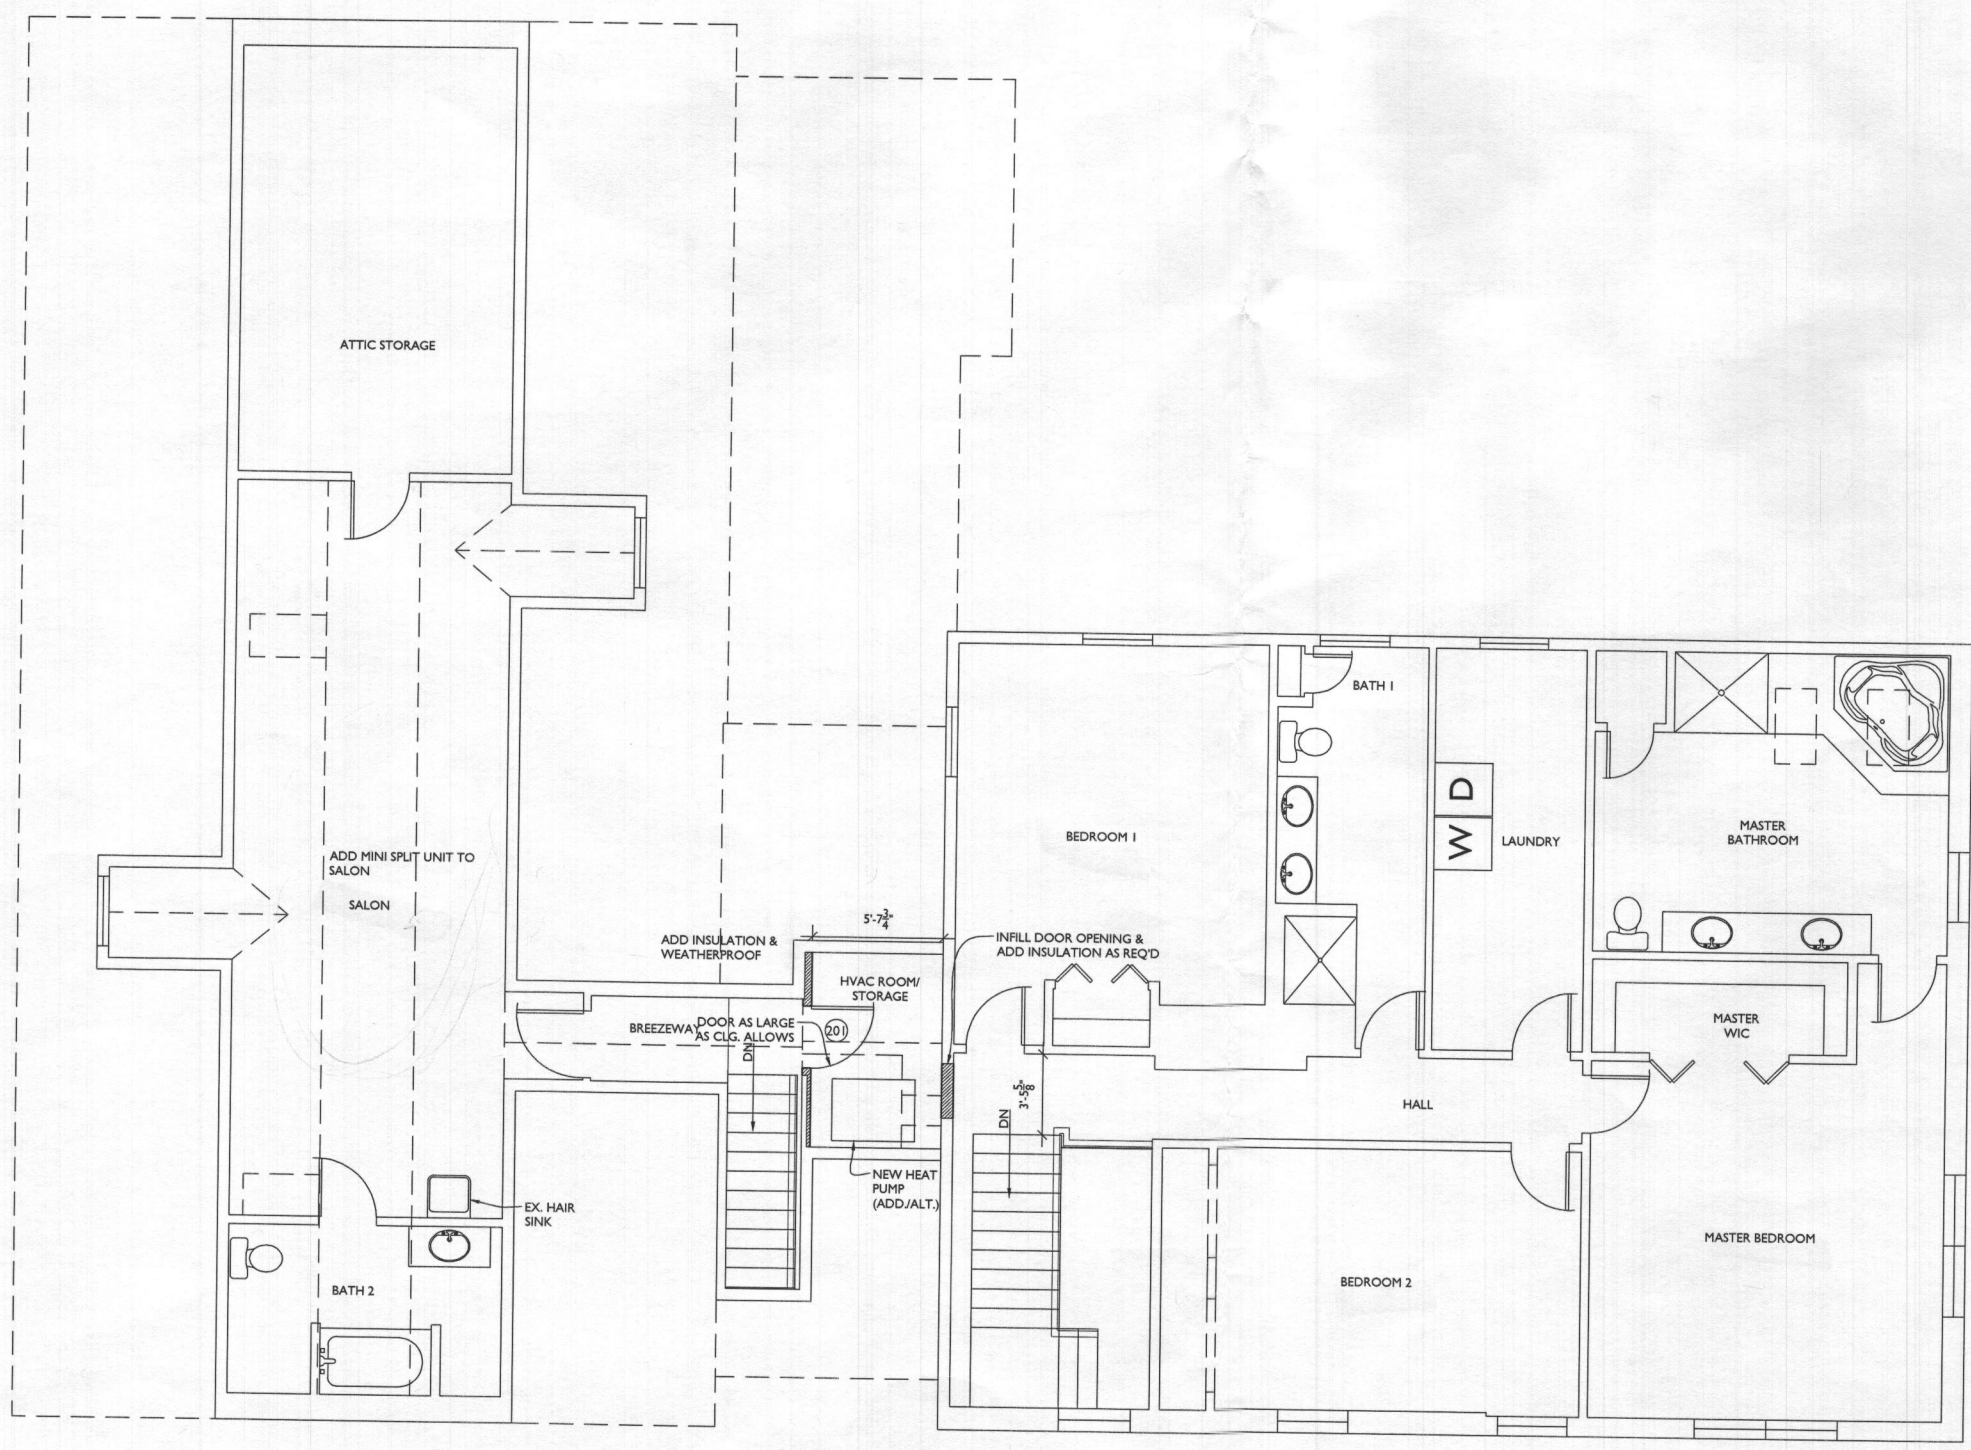 ATTIC STORAGE
ADD MINI SPLIT UNIT TO
SALON
SALON
ADD INSULATION &
WEATHERPROOF
5'-7 3/4"
INFILL DOOR OPENING &
ADD INSULATION AS REQ'D
HVAC ROOM/
STORAGE
BREEZEWAY
DOOR AS LARGE
AS CLG. ALLOWS
201
DN
NEW HEAT
PUMP
(ADD./ALT.)
EX. HAIR
SINK
BATH 2
BEDROOM 1
BATH 1
D
W
LAUNDRY
MASTER
BATHROOM
MASTER
WIC
3'-5 5/8"
DN
HALL
BEDROOM 2
MASTER BEDROOM